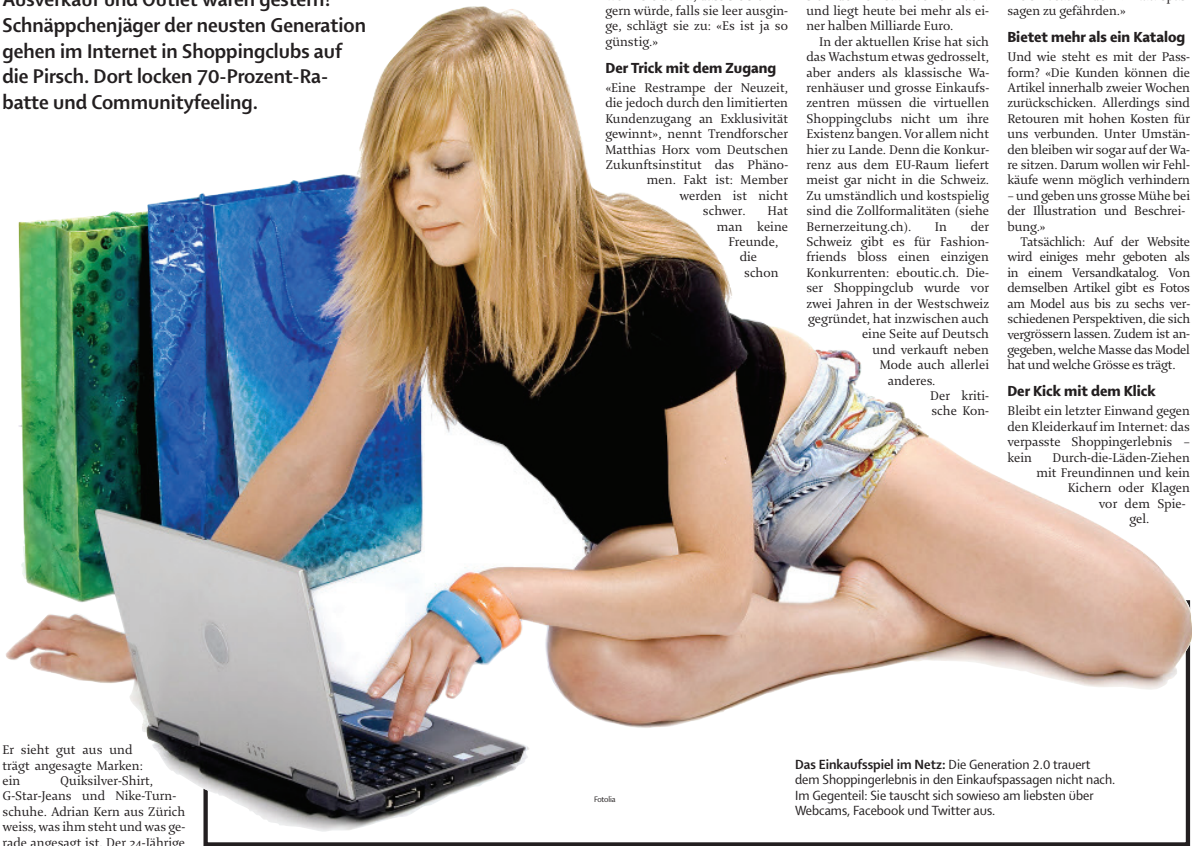 Ausverkauf und Outlet waren gestern!
Schnäppchenjäger der neusten Generation
gehen im Internet in Shoppingclubs auf
die Pirsch. Dort locken 70-Prozent-Ra-
batte und Communityfeeling.
Er sieht gut aus und
trägt angesagte Marken:
ein Quiksilver-Shirt,
G-Star-Jeans und Nike-Turn-
schuhe. Adrian Kern aus Zürich
weiss, was ihm steht und was ge-
rade angesagt ist. Der 24-Jährige
gern würde, falls sie leer ausgin-
ge, schlägt sie zu: «Es ist ja so
günstig.»
Der Trick mit dem Zugang
«Eine Restrampe der Neuzeit,
die jedoch durch den limitierten
Kundenzugang an Exklusivität
gewinnt», nennt Trendforscher
Matthias Horx vom Deutschen
Zukunftsinstitut das Phäno-
men. Fakt ist: Member
werden ist nicht
schwer. Hat
man keine
Freunde,
die
schon
und liegt heute bei mehr als ei-
ner halben Milliarde Euro.
In der aktuellen Krise hat sich
das Wachstum etwas gedrosselt,
aber anders als klassische Wa-
renhäuser und grosse Einkaufs-
zentren müssen die virtuellen
Shoppingclubs nicht um ihre
Existenz bangen. Vor allem nicht
hier zu Lande. Denn die Konkur-
renz aus dem EU-Raum liefert
meist gar nicht in die Schweiz.
Zu umständlich und kostspielig
sind die Zollformalitäten (siehe
Bernerzeitung.ch). In der
Schweiz gibt es für Fashion-
friends bloss einen einzigen
Konkurrenten: eboutic.ch. Die-
ser Shoppingclub wurde vor
zwei Jahren in der Westschweiz
gegründet, hat inzwischen auch
eine Seite auf Deutsch
und verkauft neben
Mode auch allerlei
anderes.
Der kriti-
sche Kon-
sagen zu gefährden.»
Bietet mehr als ein Katalog
Und wie steht es mit der Pass-
form? «Die Kunden können die
Artikel innerhalb zweier Wochen
zurückschicken. Allerdings sind
Retouren mit hohen Kosten für
uns verbunden. Unter Umstän-
den bleiben wir sogar auf der Wa-
re sitzen. Darum wollen wir Fehl-
käufe wenn möglich verhindern
– und geben uns grosse Mühe bei
der Illustration und Beschrei-
bung.»
Tatsächlich: Auf der Website
wird einiges mehr geboten als
in einem Versandkatalog. Von
demselben Artikel gibt es Fotos
am Model aus bis zu sechs ver-
schiedenen Perspektiven, die sich
vergrössern lassen. Zudem ist an-
gegeben, welche Masse das Model
hat und welche Grösse es trägt.
Der Kick mit dem Klick
Bleibt ein letzter Einwand gegen
den Kleiderkauf im Internet: das
verpasste Shoppingerlebnis –
kein Durch-die-Läden-Ziehen
mit Freundinnen und kein
Kichern oder Klagen
vor dem Spie-
gel.
Fotolia
Das Einkaufsspiel im Netz: Die Generation 2.0 trauert
dem Shoppingerlebnis in den Einkaufspassagen nicht nach.
Im Gegenteil: Sie tauscht sich sowieso am liebsten über
Webcams, Facebook und Twitter aus.